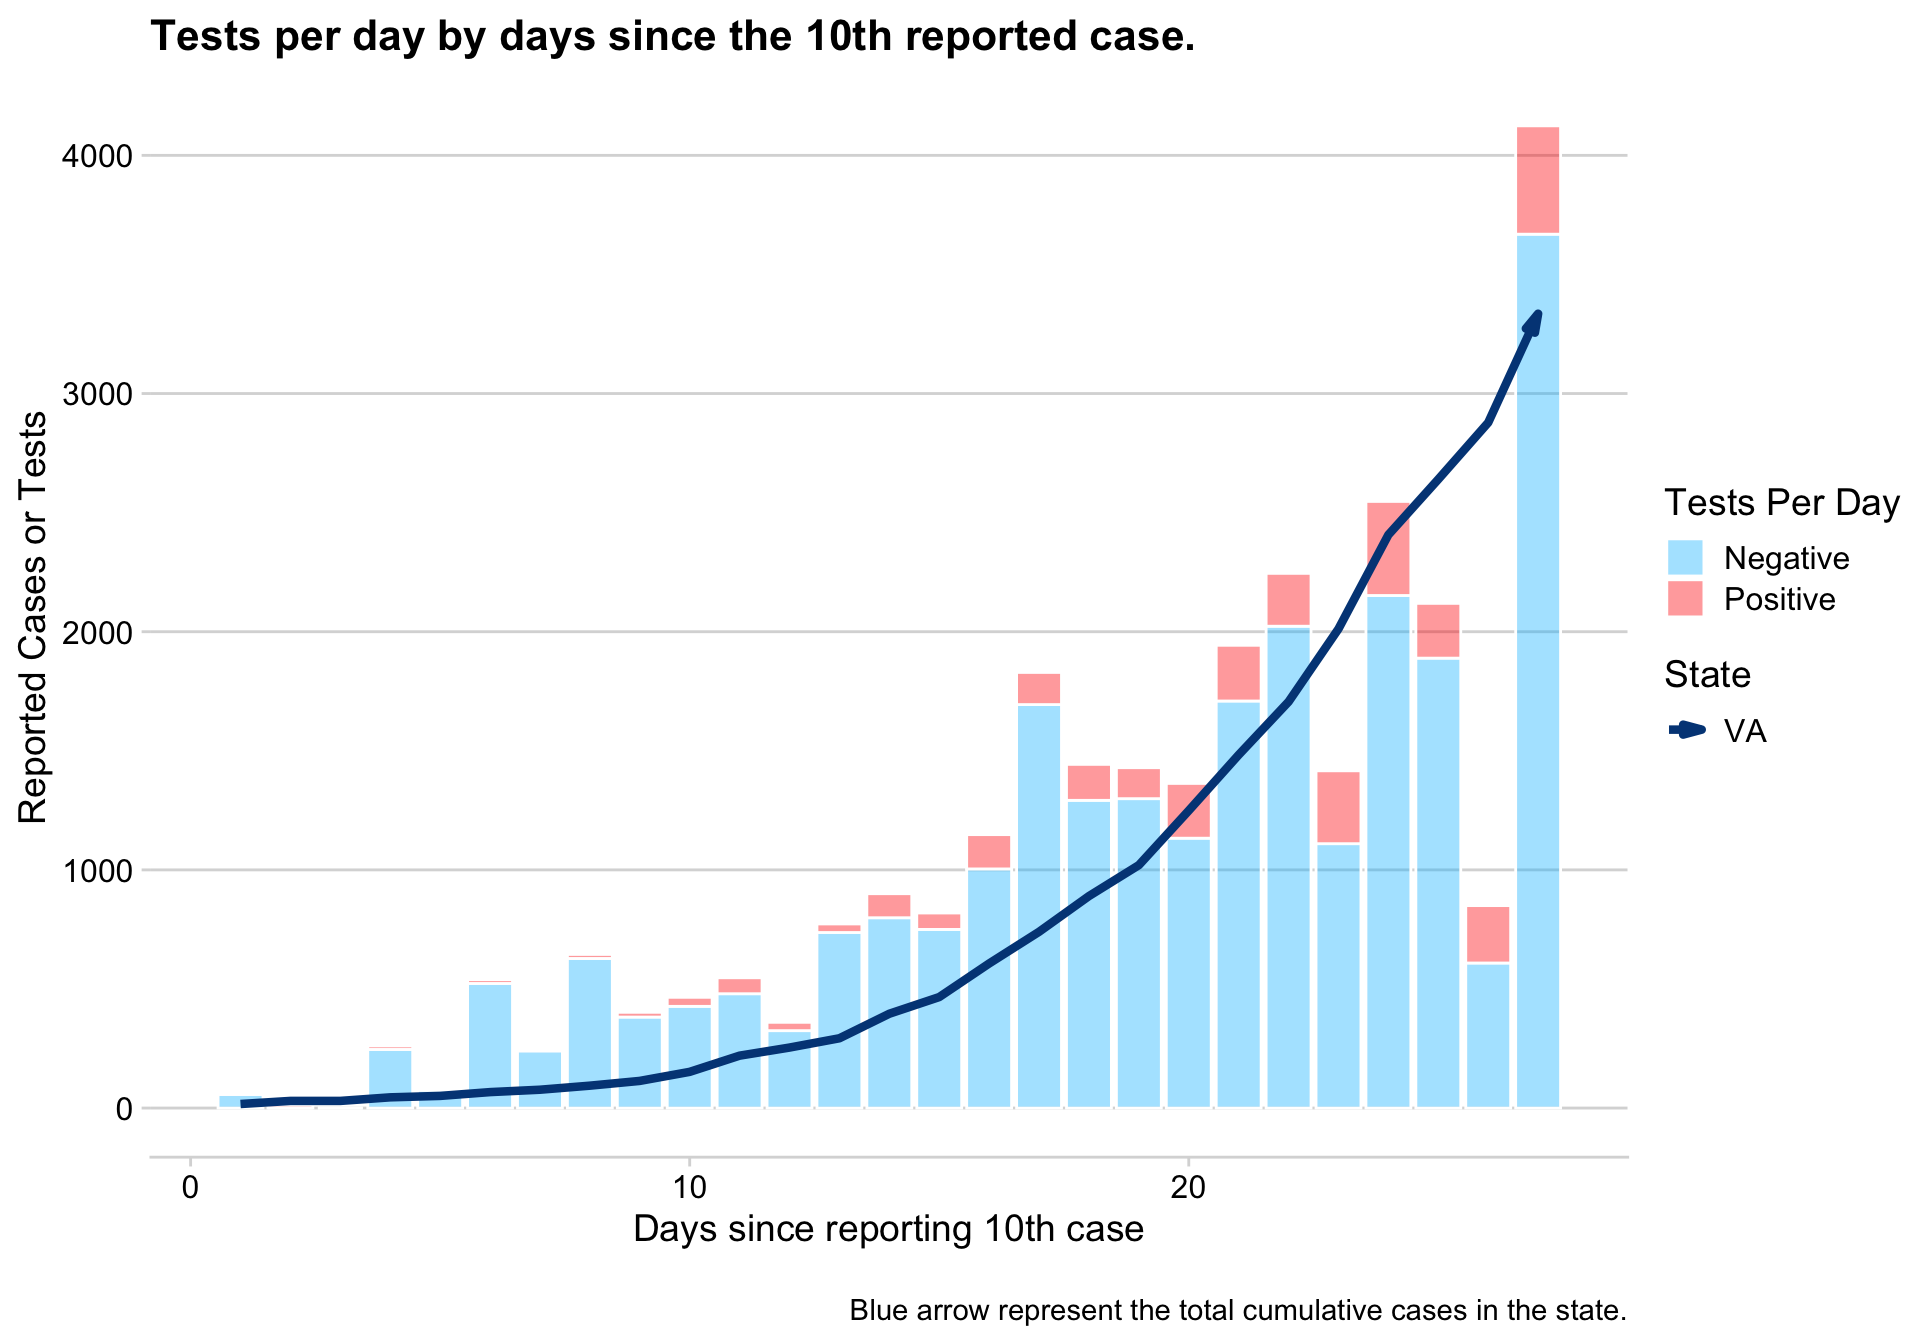 Tests per day by days since the 10th reported case.
4000
3000
2000
1000
0
Reported Cases or Tests
0 10 20
Days since reporting 10th case
Tests Per Day
Negative
Positive
State
VA
Blue arrow represent the total cumulative cases in the state.